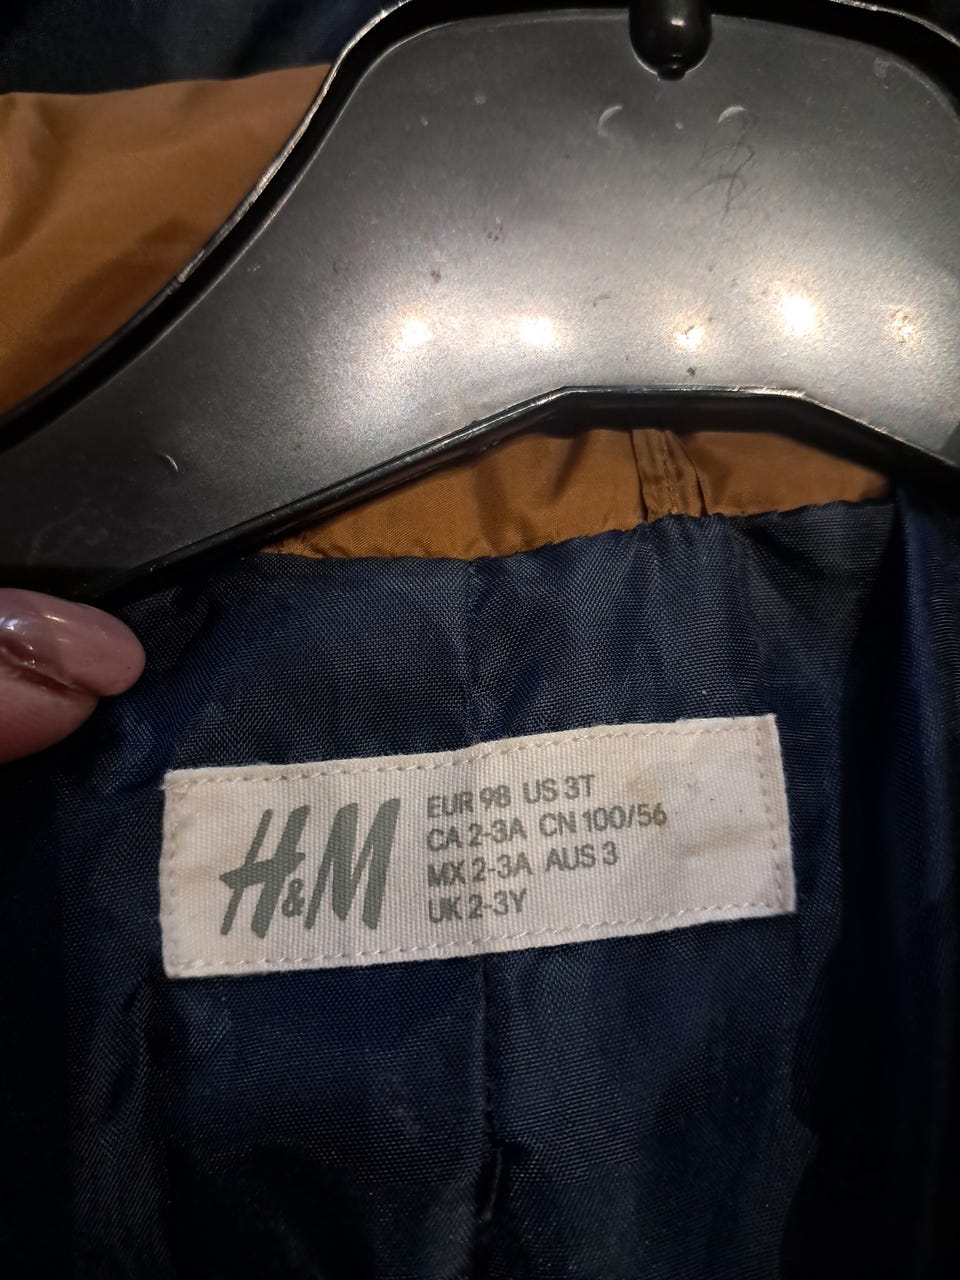 H&M
EUR 98 US 3T
CA 2-3A CN 100/56
MX 2-3A AUS 3
UK 2-3Y